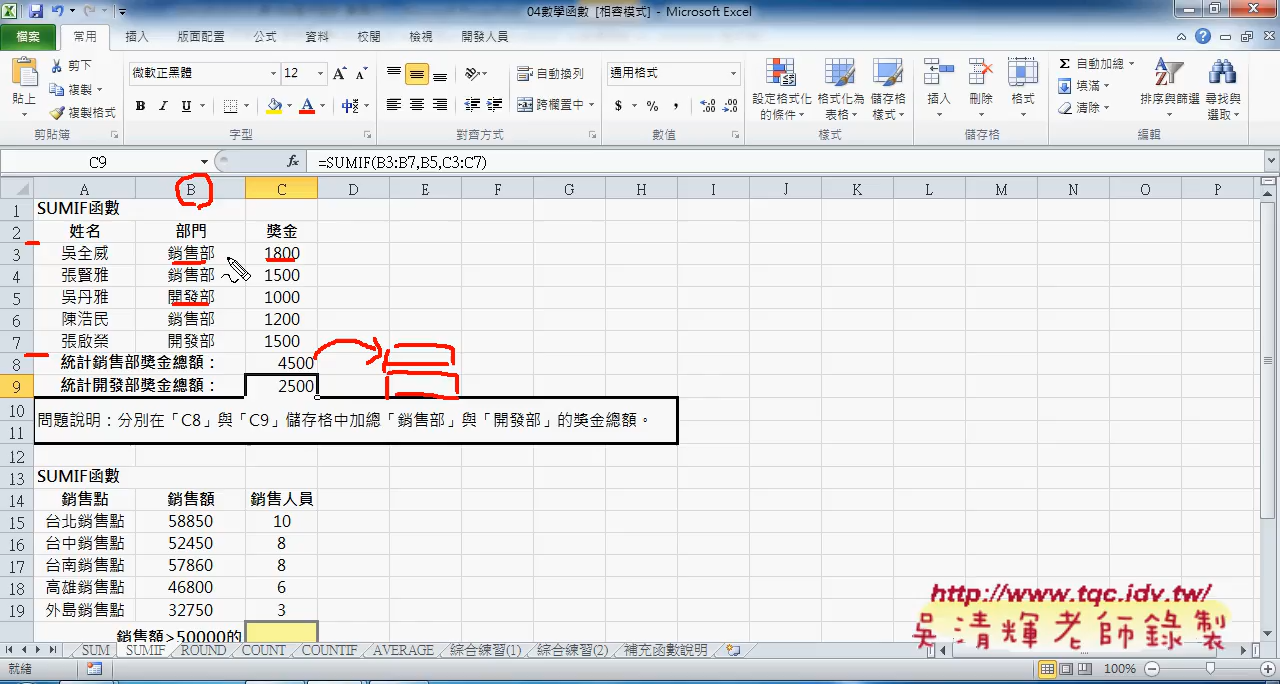 04數學函數 [相容模式] - Microsoft Excel
檔案 常用 插入 版面配置 公式 資料 校閱 檢視 開發人員
貼上 剪下 複製 複製格式 剪貼簿
微軟正黑體 12 B I U A 中 字型
自動換列 跨欄置中 對齊方式
通用格式 $ % , 數值
設定格式化的條件 格式化為表格 儲存格樣式 樣式
插入 刪除 格式 儲存格
Σ 自動加總 填滿 清除 排序與篩選 尋找與選取 編輯
C9 fx =SUMIF(B3:B7,B5,C3:C7)
A B C D E F G H I J K L M N O P
1 SUMIF函數
2 姓名 部門 獎金
3 吳全威 銷售部 1800
4 張賢雅 銷售部 1500
5 吳丹雅 開發部 1000
6 陳浩民 銷售部 1200
7 張啟榮 開發部 1500
8 統計銷售部獎金總額： 4500
9 統計開發部獎金總額： 2500
10 問題說明：分別在「C8」與「C9」儲存格中加總「銷售部」與「開發部」的獎金總額。
11
12
13 SUMIF函數
14 銷售點 銷售額 銷售人員
15 台北銷售點 58850 10
16 台中銷售點 52450 8
17 台南銷售點 57860 8
18 高雄銷售點 46800 6
19 外島銷售點 32750 3
銷售額>50000的
http://www.tqc.idv.tw/
吳清輝老師錄製
SUM SUMIF ROUND COUNT COUNTIF AVERAGE 綜合練習(1) 綜合練習(2) 補充函數說明
就緒 100%